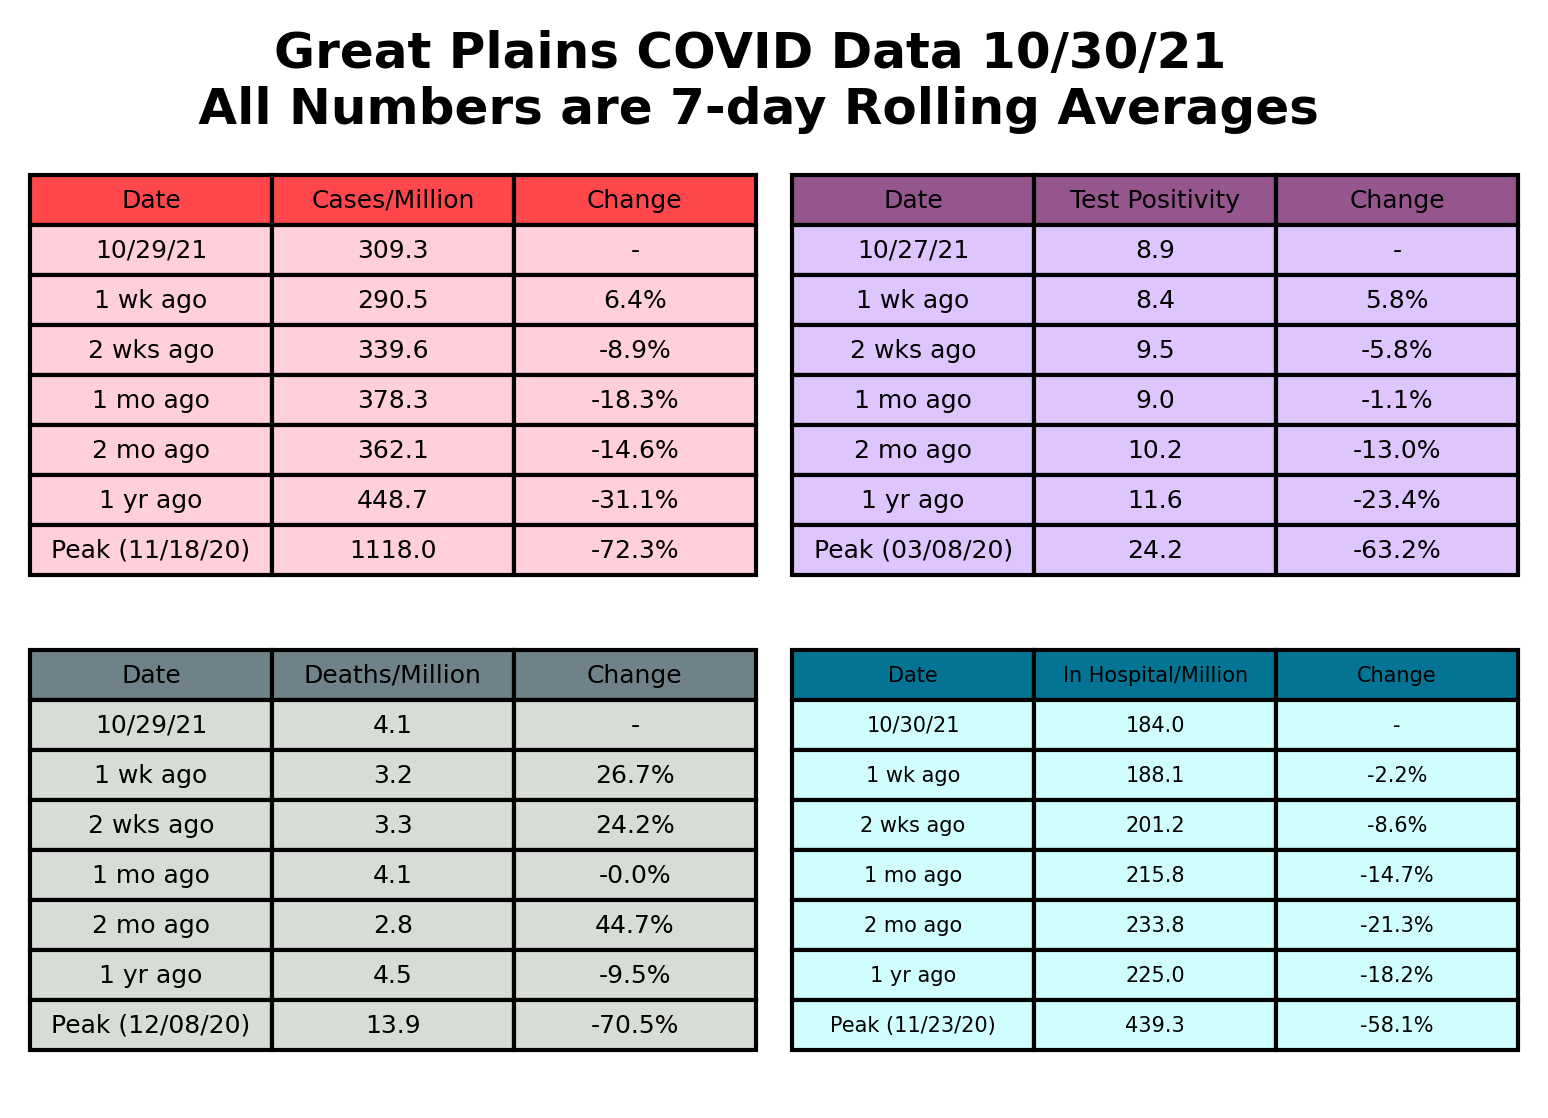 Great Plains COVID Data 10/30/21
All Numbers are 7-day Rolling Averages
Date Cases/Million Change
10/29/21 309.3 -
1 wk ago 290.5 6.4%
2 wks ago 339.6 -8.9%
1 mo ago 378.3 -18.3%
2 mo ago 362.1 -14.6%
1 yr ago 448.7 -31.1%
Peak (11/18/20) 1118.0 -72.3%
Date Test Positivity Change
10/27/21 8.9 -
1 wk ago 8.4 5.8%
2 wks ago 9.5 -5.8%
1 mo ago 9.0 -1.1%
2 mo ago 10.2 -13.0%
1 yr ago 11.6 -23.4%
Peak (03/08/20) 24.2 -63.2%
Date Deaths/Million Change
10/29/21 4.1 -
1 wk ago 3.2 26.7%
2 wks ago 3.3 24.2%
1 mo ago 4.1 -0.0%
2 mo ago 2.8 44.7%
1 yr ago 4.5 -9.5%
Peak (12/08/20) 13.9 -70.5%
Date In Hospital/Million Change
10/30/21 184.0 -
1 wk ago 188.1 -2.2%
2 wks ago 201.2 -8.6%
1 mo ago 215.8 -14.7%
2 mo ago 233.8 -21.3%
1 yr ago 225.0 -18.2%
Peak (11/23/20) 439.3 -58.1%